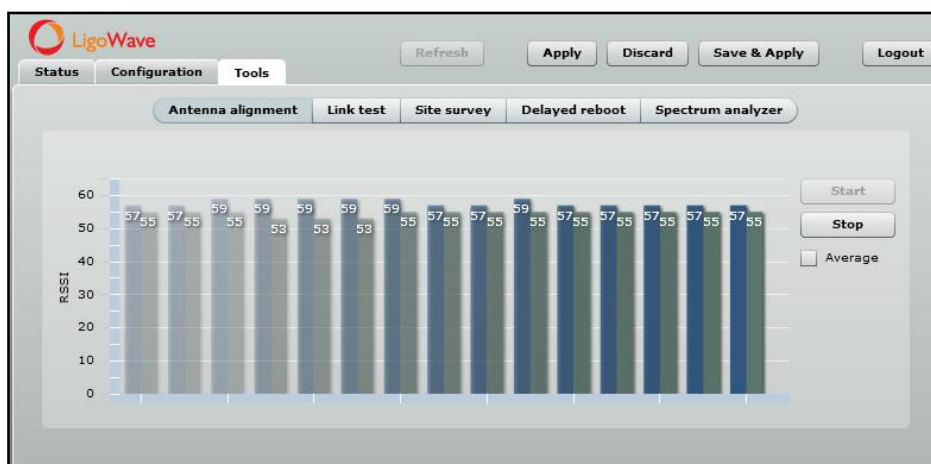 LigoWave
Refresh Apply Discard Save & Apply Logout
Status Configuration Tools
Antenna alignment Link test Site survey Delayed reboot Spectrum analyzer
60
50
40
30
20
10
0
RSSI
57 55 57 55 59 55 59 53 59 53 59 53 59 55 57 55 57 55 59 55 57 55 57 55 57 55 57 55 57 55
Start
Stop
Average